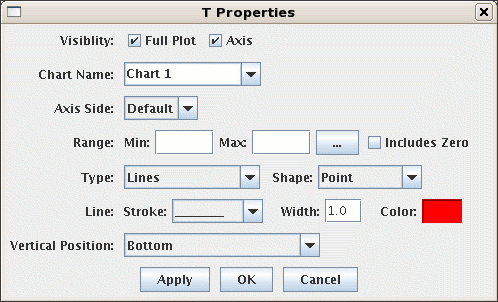 T Properties
Visiblity: Full Plot Axis
Chart Name: Chart 1
Axis Side: Default
Range: Min: Max: ... Includes Zero
Type: Lines Shape: Point
Line: Stroke: Width: 1.0 Color:
Vertical Position: Bottom
Apply OK Cancel